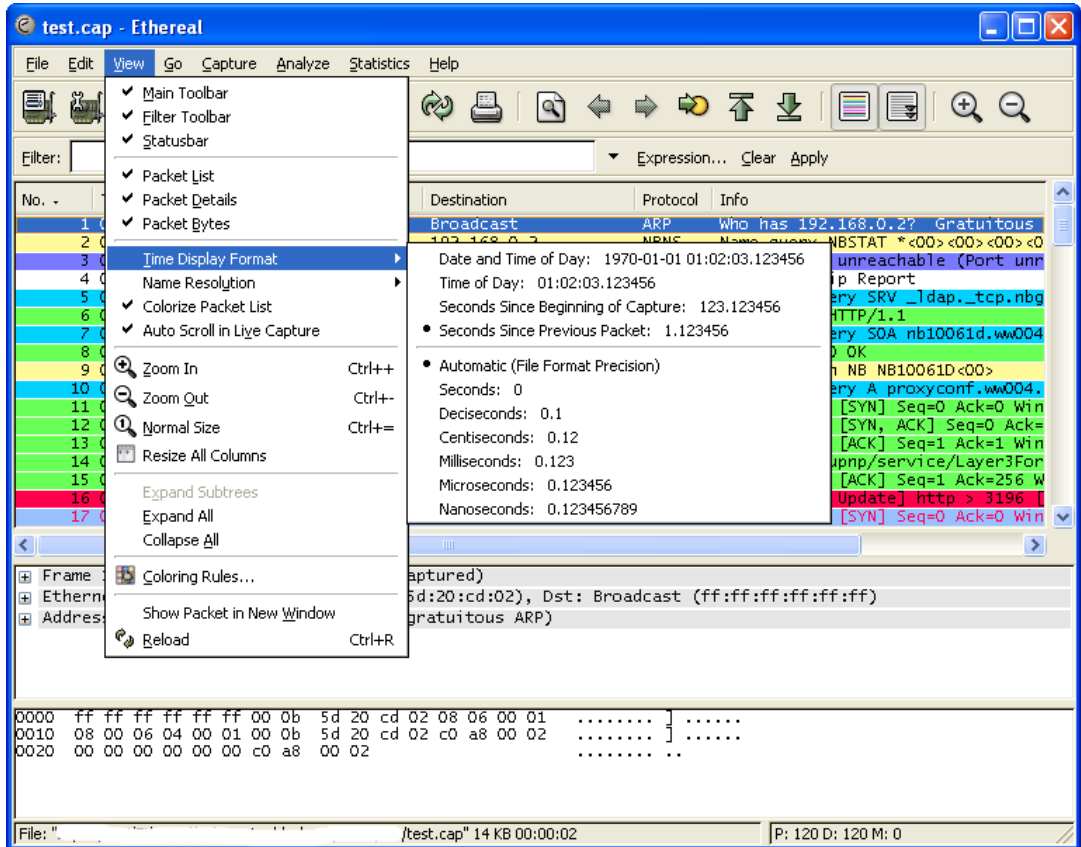 test.cap - Ethereal
File Edit View Go Capture Analyze Statistics Help
Main Toolbar
Filter Toolbar
Statusbar
Packet List
Packet Details
Packet Bytes
Time Display Format
Name Resolution
Colorize Packet List
Auto Scroll in Live Capture
Zoom In Ctrl++
Zoom Out Ctrl+-
Normal Size Ctrl+=
Resize All Columns
Expand Subtrees
Expand All
Collapse All
Coloring Rules...
Show Packet in New Window
Reload Ctrl+R
Date and Time of Day: 1970-01-01 01:02:03.123456
Time of Day: 01:02:03.123456
Seconds Since Beginning of Capture: 123.123456
Seconds Since Previous Packet: 1.123456
Automatic (File Format Precision)
Seconds: 0
Deciseconds: 0.1
Centiseconds: 0.12
Milliseconds: 0.123
Microseconds: 0.123456
Nanoseconds: 0.123456789
Filter: Expression... Clear Apply
No. Destination Protocol Info
1 Broadcast ARP Who has 192.168.0.2? Gratuitous
2 192.168.0.2 NBNS Name query NBSTAT *<00><00><00><0
3 unreachable (Port unr
4 p Report
5 ery SRV _ldap._tcp.nbg
6 HTTP/1.1
7 ery SOA nb10061d.ww004
8 OK
9 n NB NB10061D<00>
10 ery A proxyconf.ww004.
11 [SYN] Seq=0 Ack=0 Win
12 [SYN, ACK] Seq=0 Ack=
13 [ACK] Seq=1 Ack=1 Win
14 upnp/service/Layer3For
15 [ACK] Seq=1 Ack=256 W
16 Update] http > 3196 [
17 [SYN] Seq=0 Ack=0 Win
Frame aptured)
Ethern 5d:20:cd:02), Dst: Broadcast (ff:ff:ff:ff:ff:ff)
Addres gratuitous ARP)
0000 ff ff ff ff ff ff 00 0b 5d 20 cd 02 08 06 00 01 ........ ] ......
0010 08 00 06 04 00 01 00 0b 5d 20 cd 02 c0 a8 00 02 ........ ] ......
0020 00 00 00 00 00 00 c0 a8 00 02 ........ ..
File: " /test.cap" 14 KB 00:00:02 P: 120 D: 120 M: 0